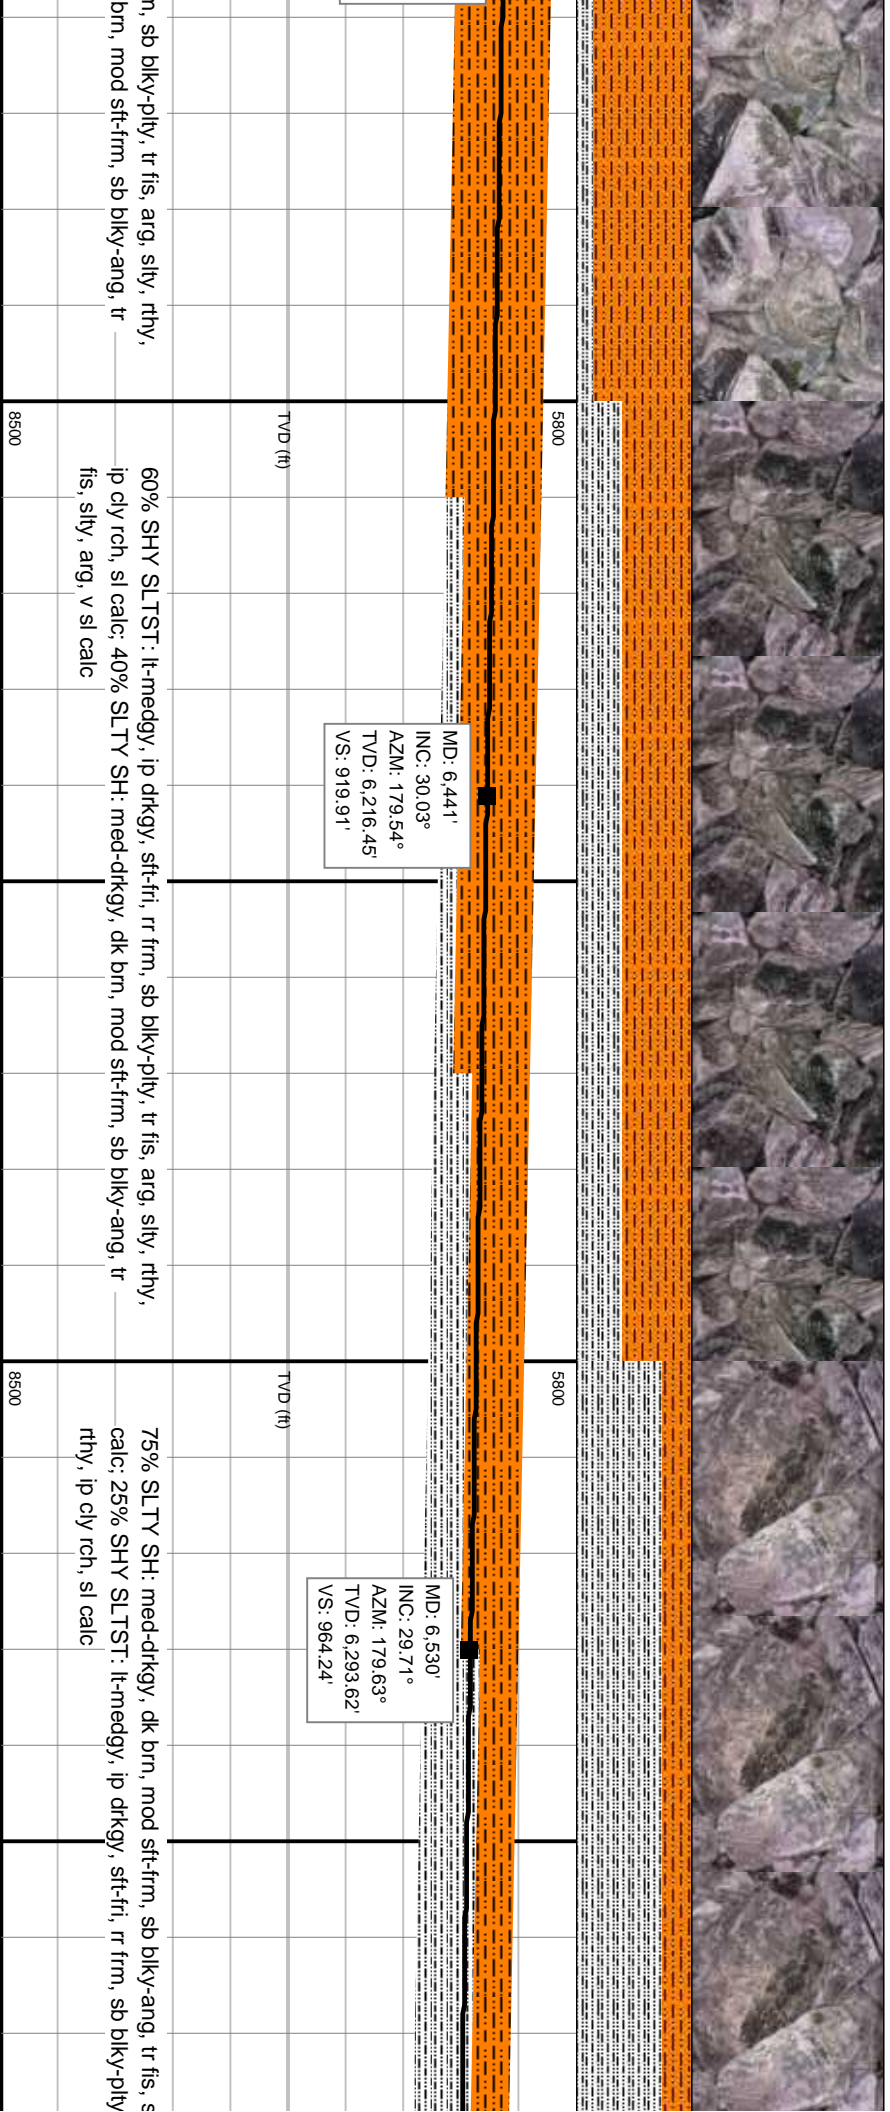 m, sb blky-plty, tr fis, arg, slty, rthy,
brn, mod sft-frm, sb blky-ang, tr
5800
TVD (ft)
8500
60% SHY SLTST: lt-medgy, ip drkgy, sft-fri, rr frm, sb blky-plty, tr fis, arg, slty, rthy,
ip cly rch, sl calc; 40% SLTY SH: med-drkgy, dk brn, mod sft-frm, sb blky-ang, tr
fis, slty, arg, v sl calc
MD: 6,441'
INC: 30.03°
AZM: 179.54°
TVD: 6,216.45'
VS: 919.91'
5800
TVD (ft)
8500
75% SLTY SH: med-drkgy, dk brn, mod sft-frm, sb blky-ang, tr fis, s
calc; 25% SHY SLTST: lt-medgy, ip drkgy, sft-fri, rr frm, sb blky-plty
rthy, ip cly rch, sl calc
MD: 6,530'
INC: 29.71°
AZM: 179.63°
TVD: 6,293.62'
VS: 964.24'